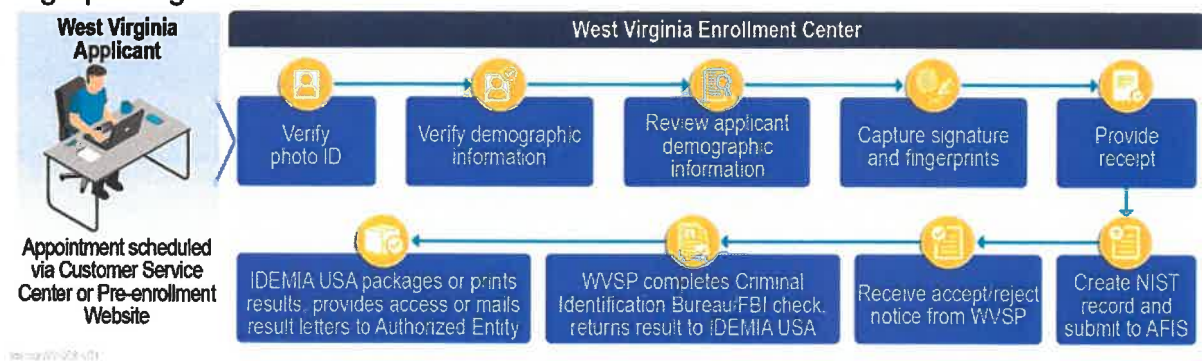 West Virginia
Applicant
Appointment scheduled
via Customer Service
Center or Pre-enrollment
Website
West Virginia Enrollment Center
Verify
photo ID
Verify demographic
information
Review applicant
demographic
information
Capture signature
and fingerprints
Provide
receipt
Create NIST
record and
submit to AFIS
Receive accept/reject
notice from WVSP
WVSP completes Criminal
Identification Bureau/FBI check,
returns result to IDEMIA USA
IDEMIA USA packages or prints
results, provides access or mails
result letters to Authorized Entity